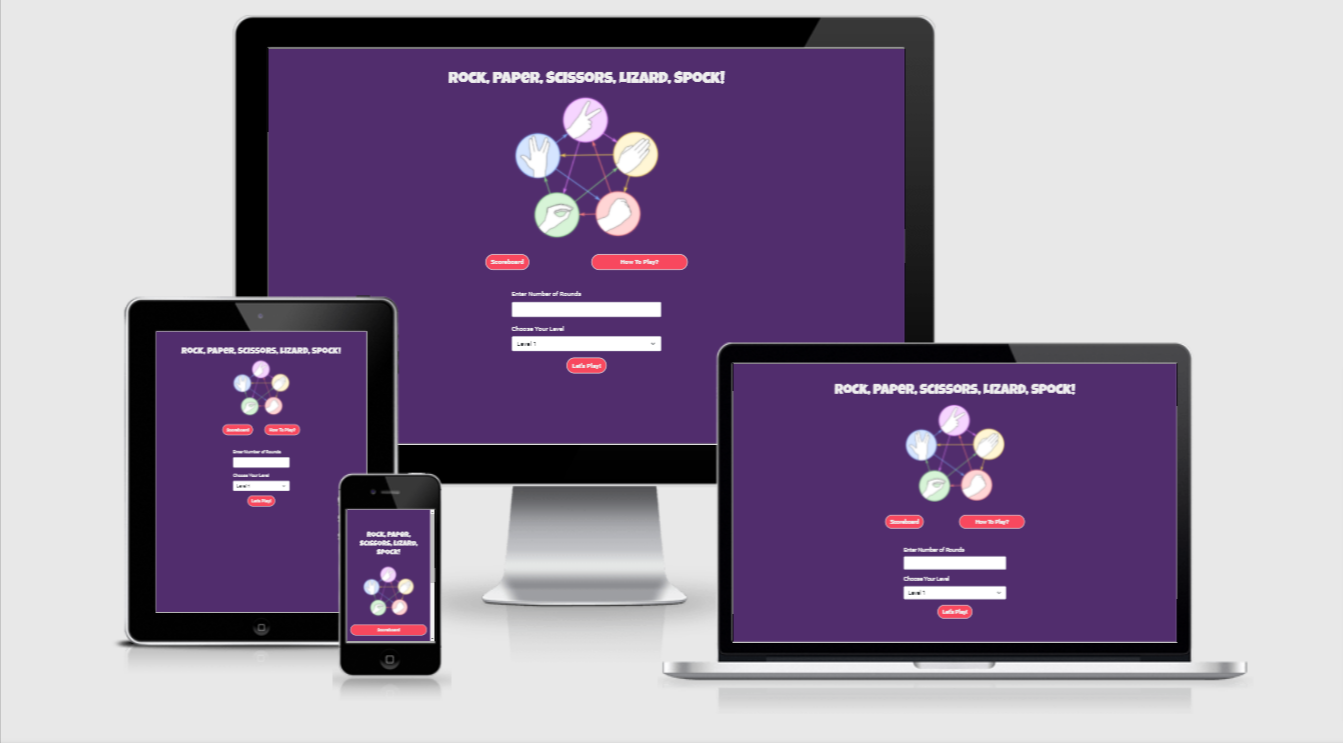 Rock, Paper, Scissors, Lizard, Spock!
Scoreboard
How To Play?
Enter Number of Rounds
Choose Your Level
Level 1
Let's Play!
Rock, Paper, Scissors, Lizard, Spock!
Scoreboard
How To Play?
Enter Number of Rounds
Choose Your Level
Level 1
Let's Play!
Rock, Paper,
Scissors, Lizard,
Spock!
Scoreboard
Rock, Paper, Scissors, Lizard, Spock!
Scoreboard
How To Play?
Enter Number of Rounds
Choose Your Level
Level 1
Let's Play!